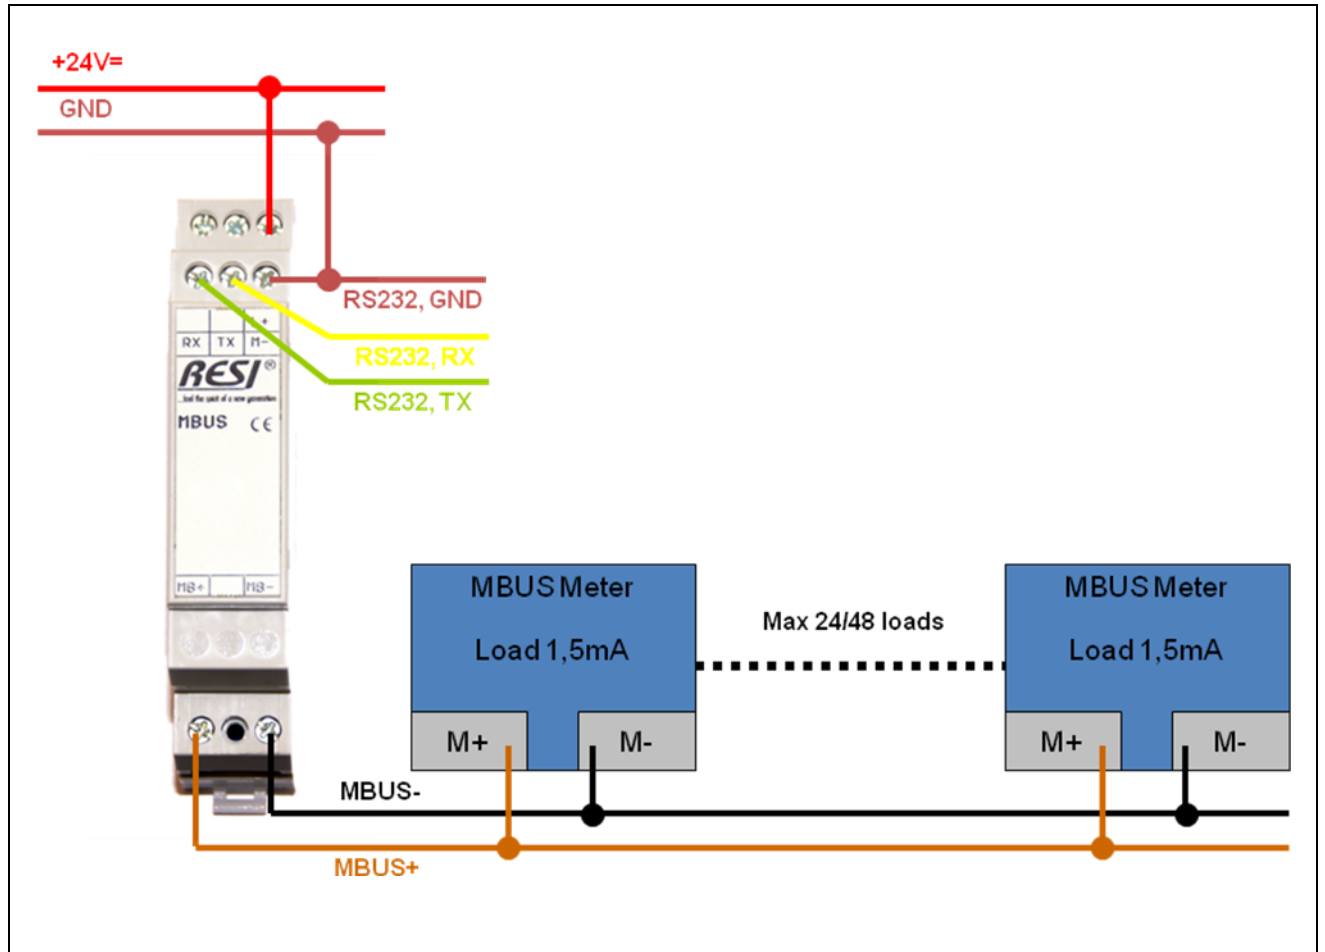 +24V=
GND
RS232, GND
RS232, RX
RS232, TX
RX TX M-
RESI®
MBUS CE
MB+ MB-
MBUS Meter
Load 1,5mA
M+ M-
Max 24/48 loads
MBUS Meter
Load 1,5mA
M+ M-
MBUS-
MBUS+